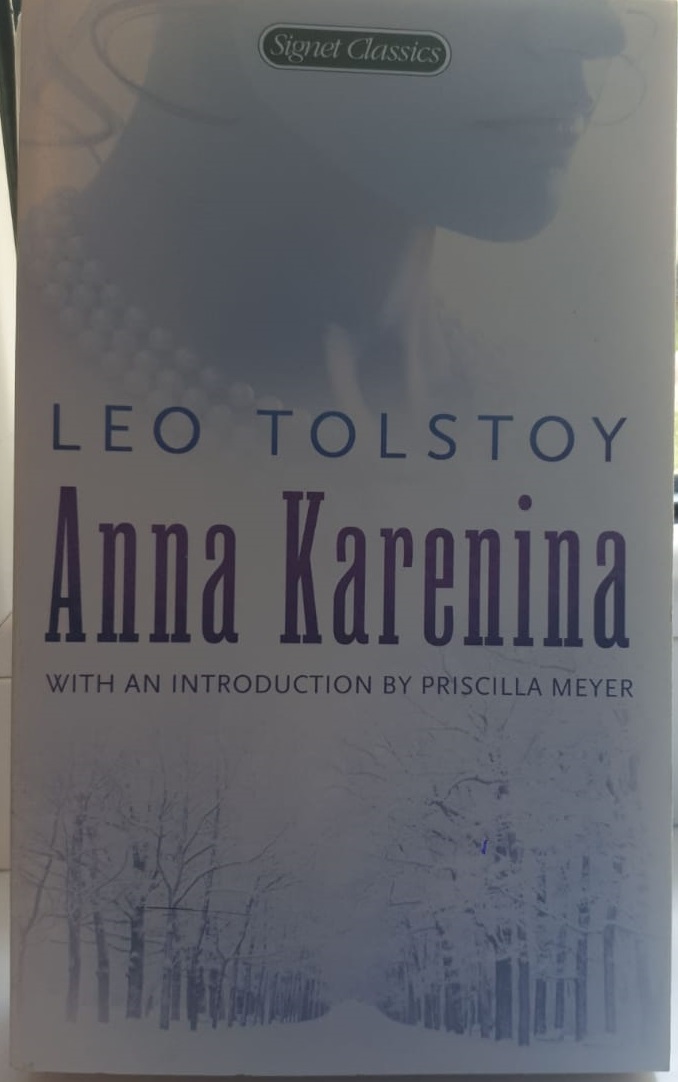 Signet Classics
LEO TOLSTOY
Anna Karenina
WITH AN INTRODUCTION BY PRISCILLA MEYER